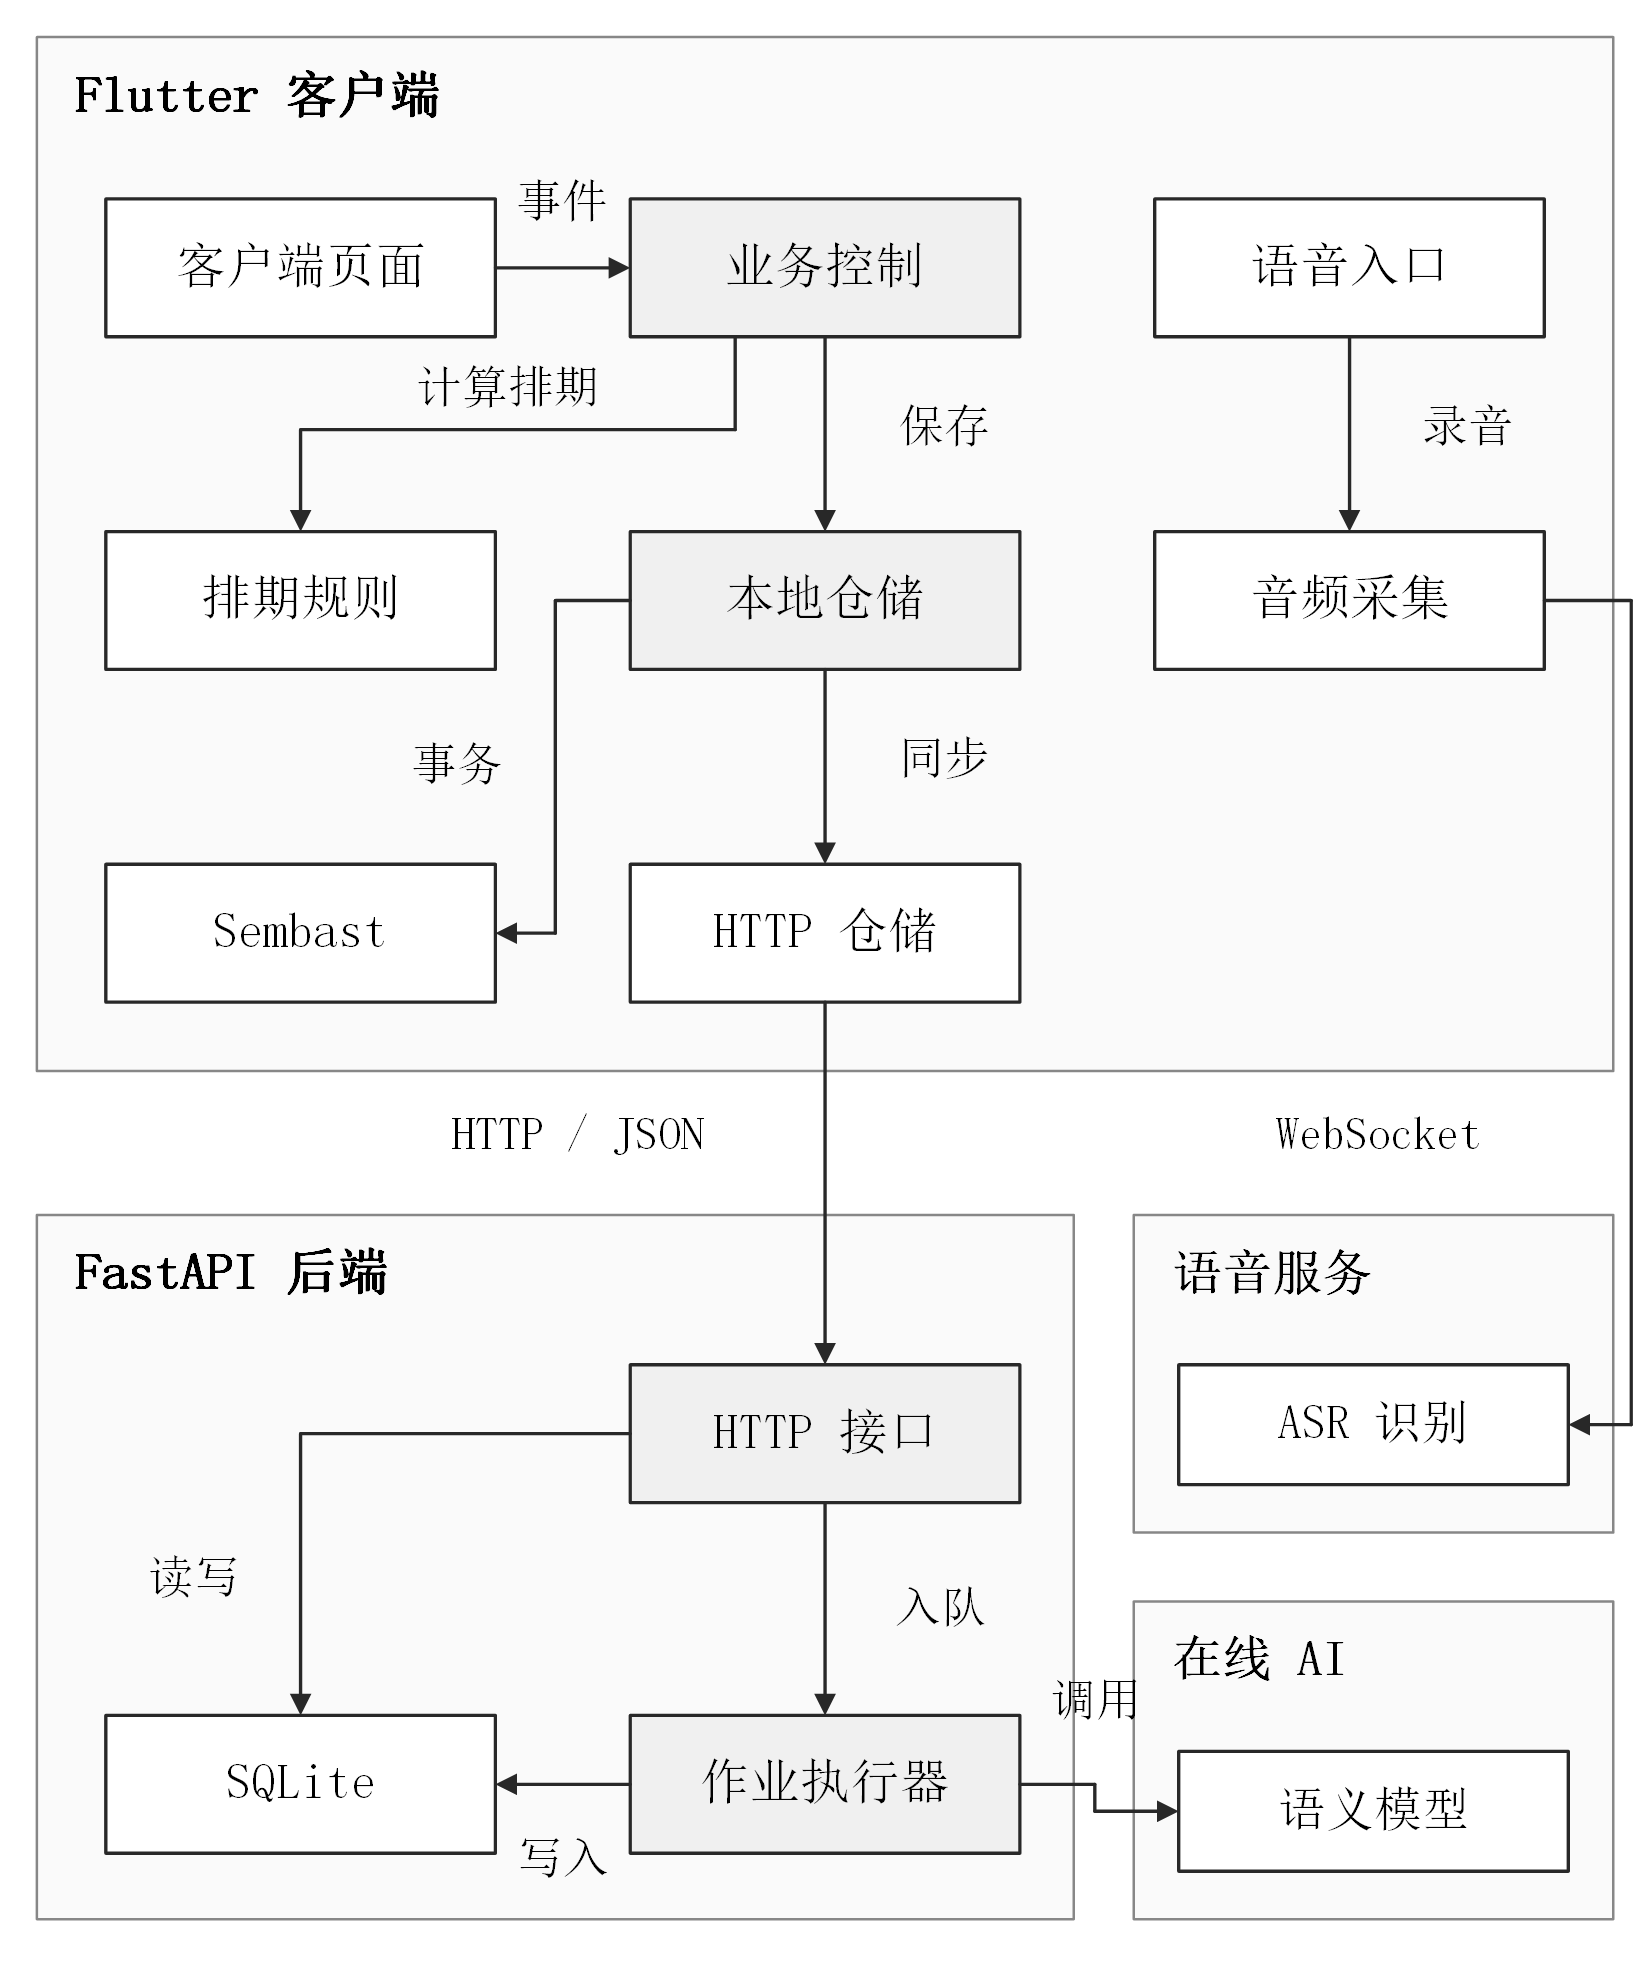 Flutter 客户端
客户端页面
事件
业务控制
语音入口
计算排期
保存
录音
排期规则
本地仓储
音频采集
事务
同步
Sembast
HTTP 仓储
HTTP / JSON
WebSocket
FastAPI 后端
语音服务
HTTP 接口
ASR 识别
读写
入队
在线 AI
调用
SQLite
作业执行器
语义模型
写入